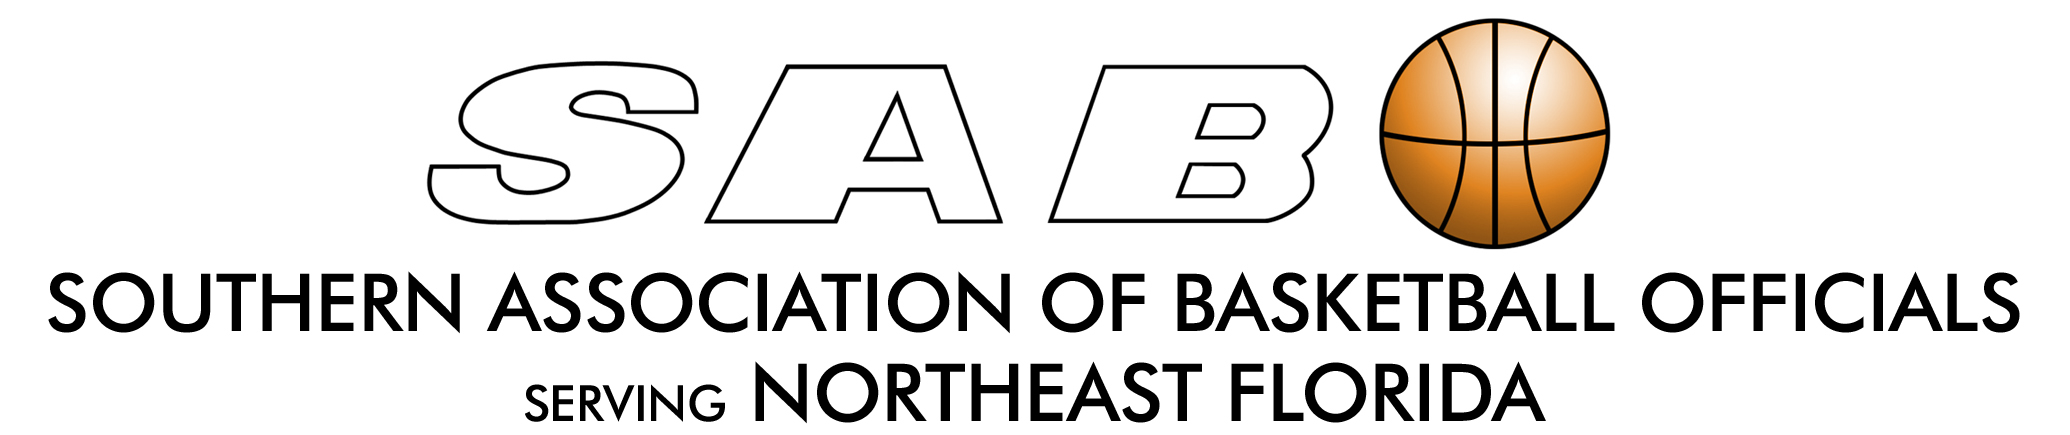 SAB
SOUTHERN ASSOCIATION OF BASKETBALL OFFICIALS
SERVING NORTHEAST FLORIDA